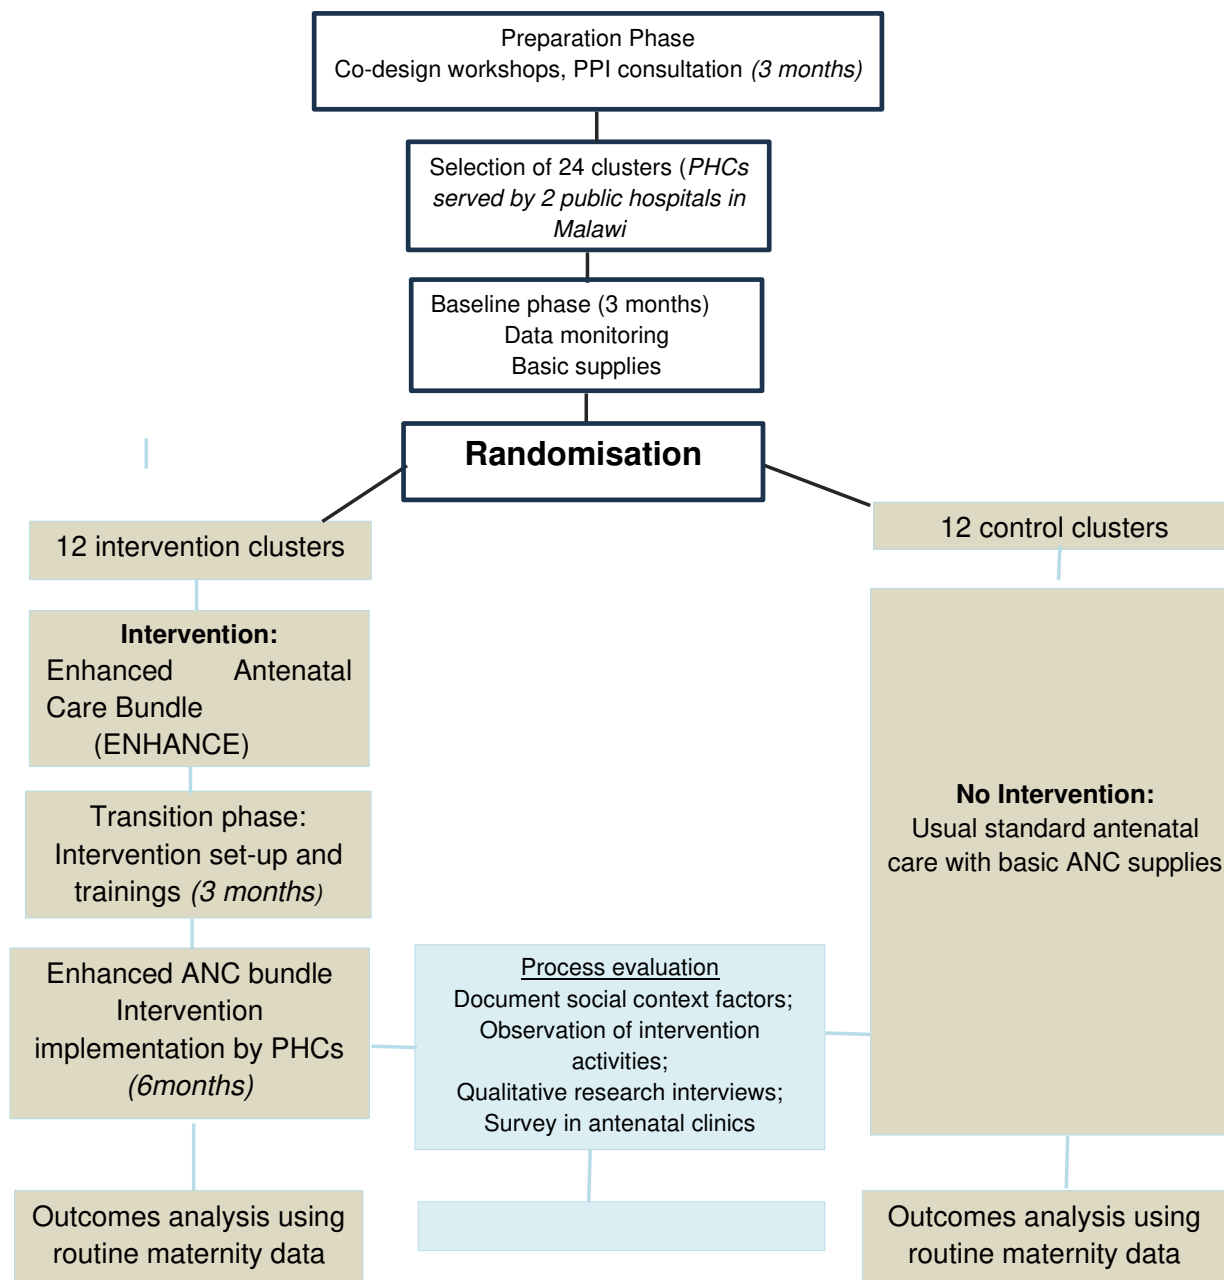 Preparation Phase
Co-design workshops, PPI consultation (3 months)
Selection of 24 clusters (PHCs
served by 2 public hospitals in
Malawi
Baseline phase (3 months)
Data monitoring
Basic supplies
Randomisation
12 intervention clusters
12 control clusters
Intervention:
Enhanced Antenatal
Care Bundle
(ENHANCE)
Transition phase:
Intervention set-up and
trainings (3 months)
No Intervention:
Usual standard antenatal
care with basic ANC supplies
Enhanced ANC bundle
Intervention
implementation by PHCs
(6months)
Process evaluation
Document social context factors;
Observation of intervention
activities;
Qualitative research interviews;
Survey in antenatal clinics
Outcomes analysis using
routine maternity data
Outcomes analysis using
routine maternity data